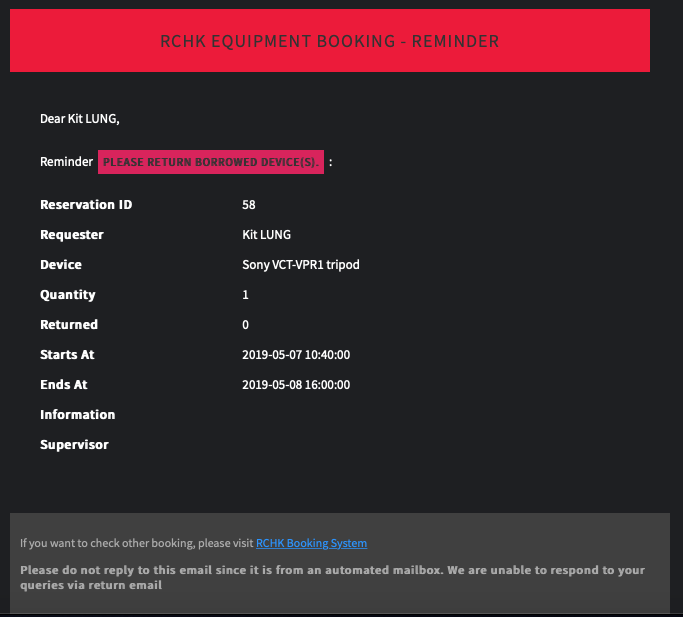 RCHK EQUIPMENT BOOKING - REMINDER
Dear Kit LUNG,
Reminder PLEASE RETURN BORROWED DEVICE(S). :
Reservation ID 58
Requester Kit LUNG
Device Sony VCT-VPR1 tripod
Quantity 1
Returned 0
Starts At 2019-05-07 10:40:00
Ends At 2019-05-08 16:00:00
Information
Supervisor
If you want to check other booking, please visit RCHK Booking System
Please do not reply to this email since it is from an automated mailbox. We are unable to respond to your
queries via return email